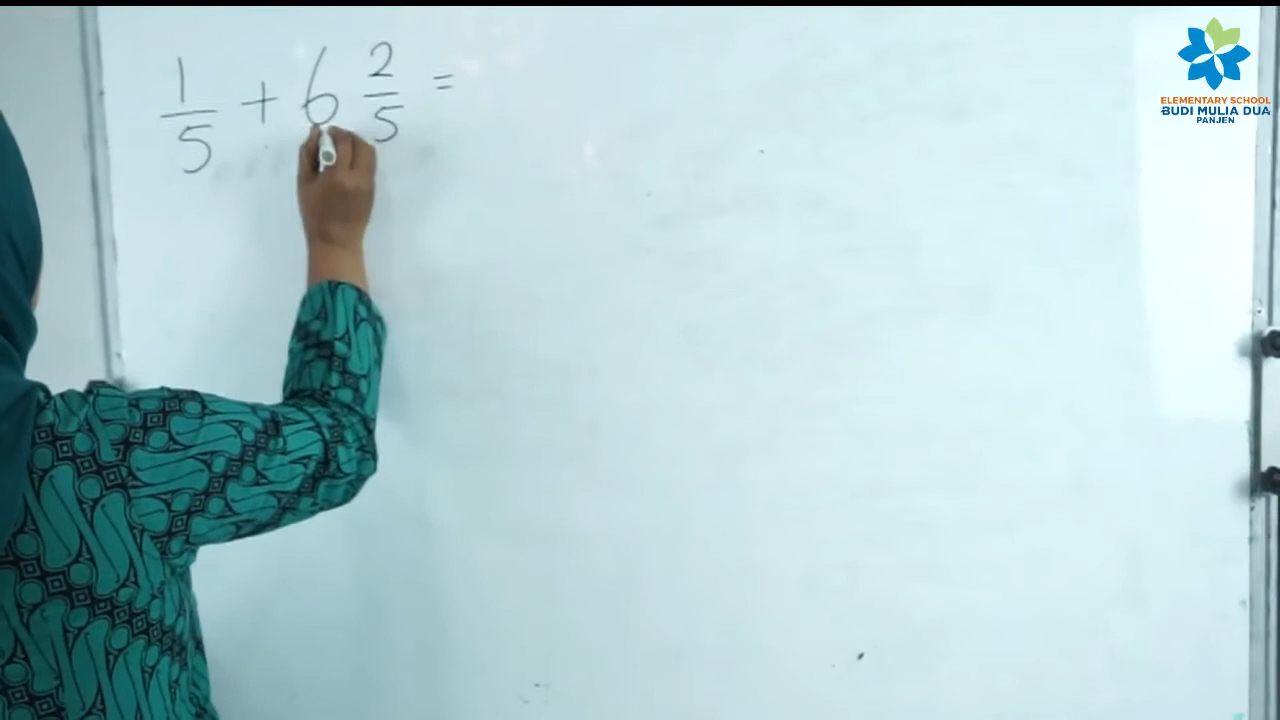 1/5 + 6 2/5 =
ELEMENTARY SCHOOL
BUDI MULIA DUA
PANJEN